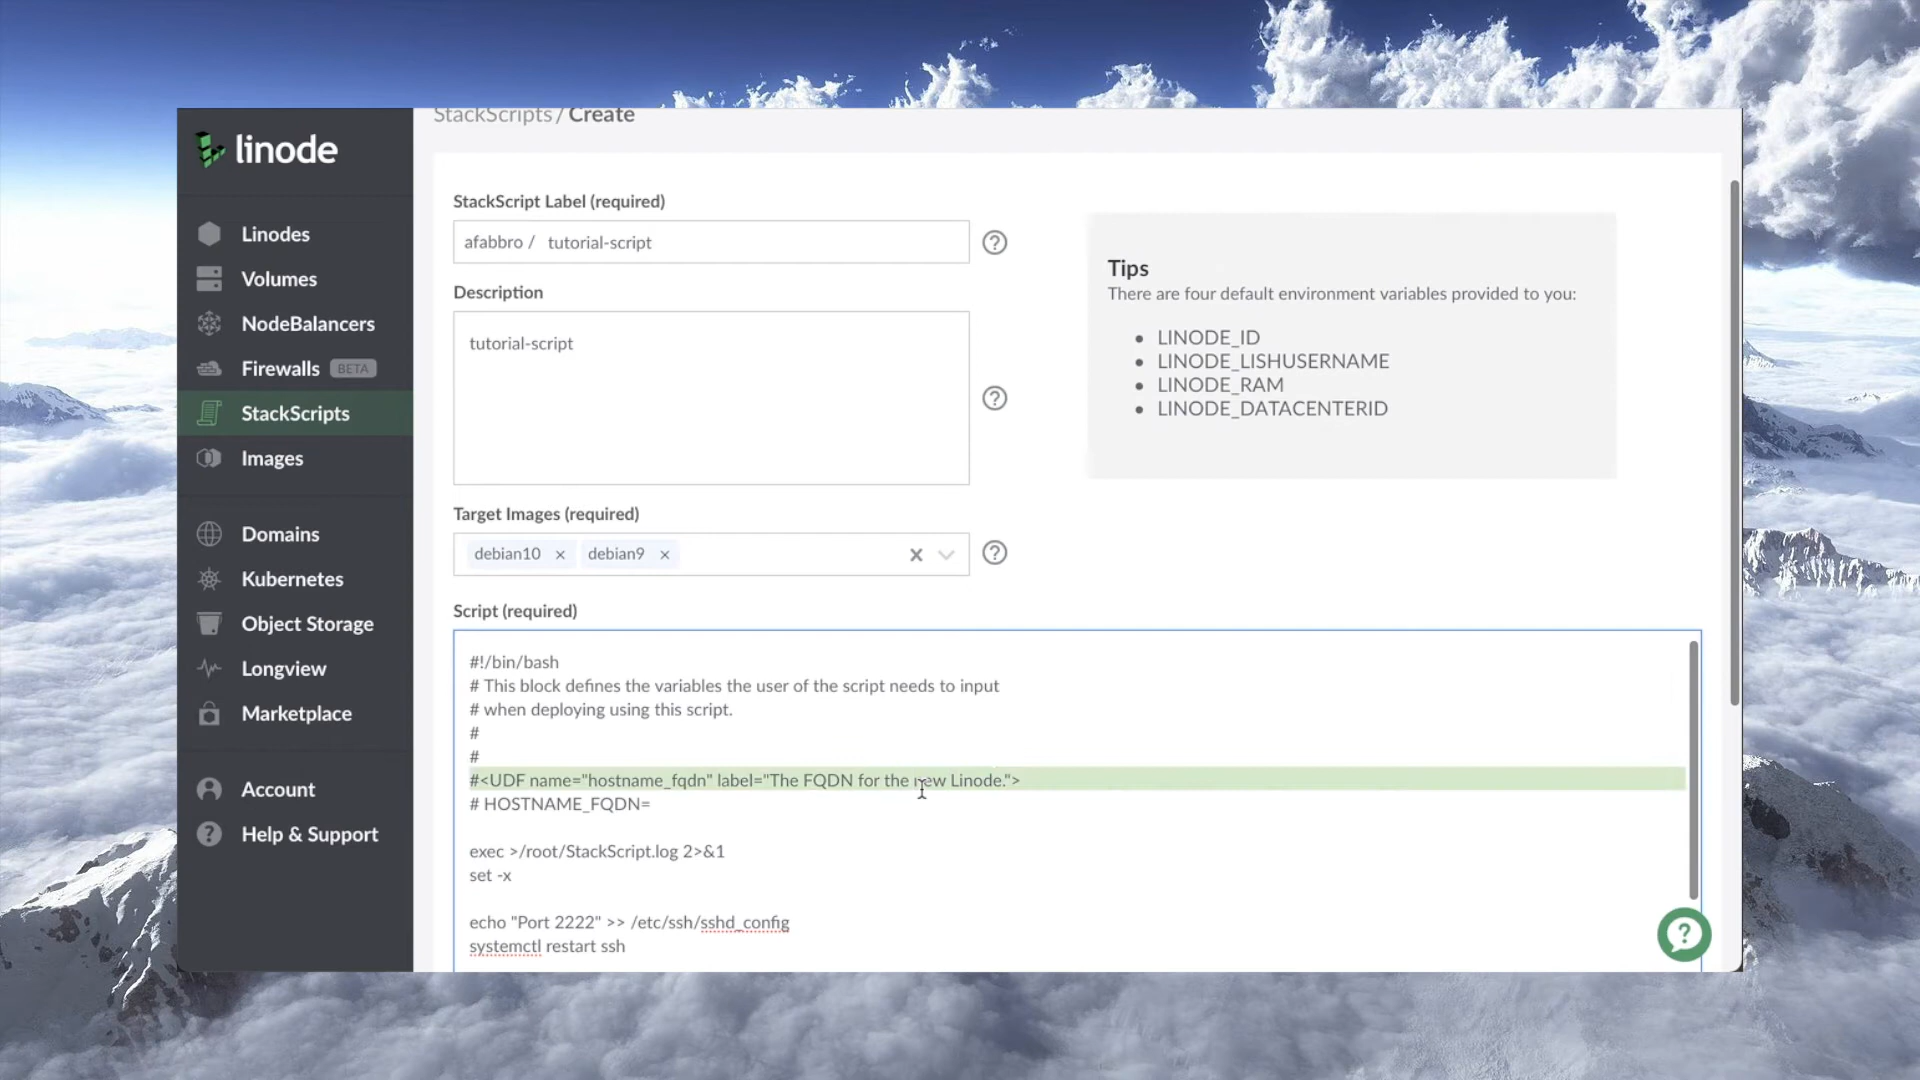 StackScripts / Create
linode
Linodes
Volumes
NodeBalancers
Firewalls BETA
StackScripts
Images
Domains
Kubernetes
Object Storage
Longview
Marketplace
Account
Help & Support
StackScript Label (required)
afabbro / tutorial-script
Description
tutorial-script
Target Images (required)
debian10 × debian9 ×
Tips
There are four default environment variables provided to you:
• LINODE_ID
• LINODE_LISHUSERNAME
• LINODE_RAM
• LINODE_DATACENTERID
Script (required)
#!/bin/bash
# This block defines the variables the user of the script needs to input
# when deploying using this script.
#
#
#<UDF name="hostname_fqdn" label="The FQDN for the new Linode.">
# HOSTNAME_FQDN=
exec >/root/StackScript.log 2>&1
set -x
echo "Port 2222" >> /etc/ssh/sshd_config
systemctl restart ssh